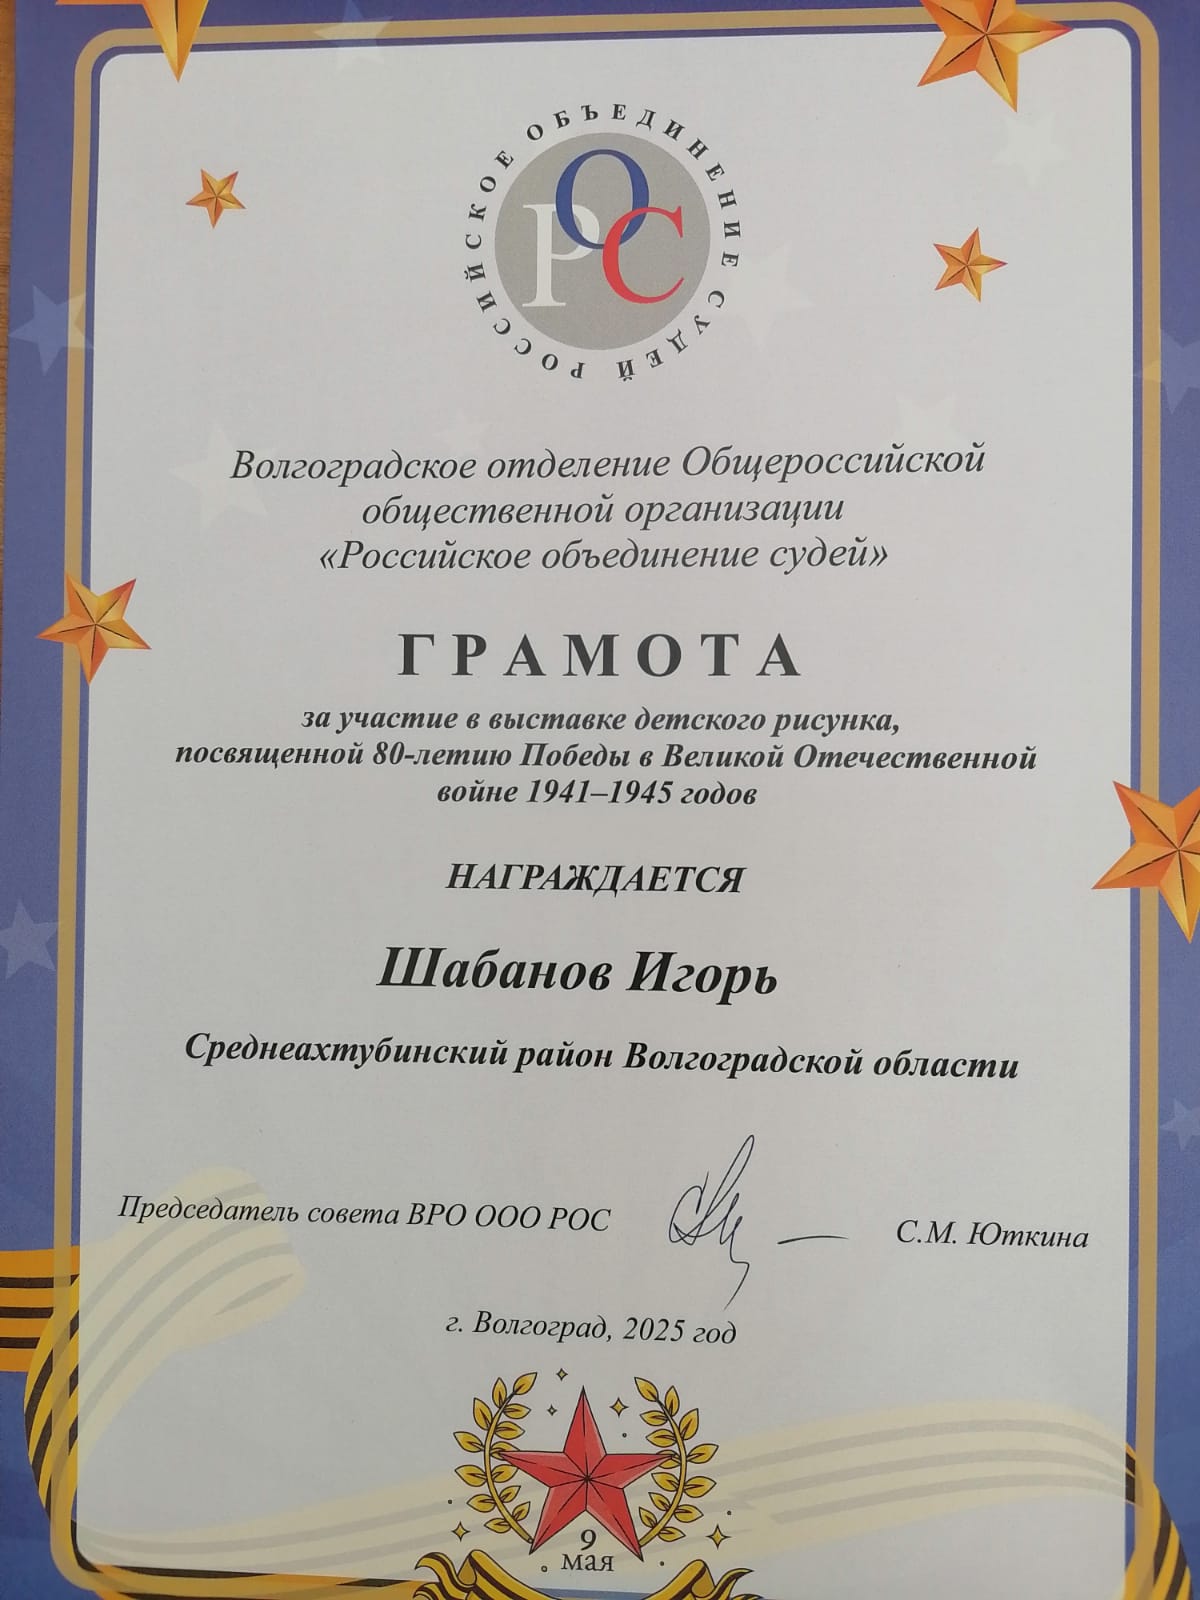 РОССИЙСКОЕ ОБЪЕДИНЕНИЕ СУДЕЙ
РОС
Волгоградское отделение Общероссийской
общественной организации
«Российское объединение судей»
ГРАМОТА
за участие в выставке детского рисунка,
посвященной 80-летию Победы в Великой Отечественной
войне 1941–1945 годов
НАГРАЖДАЕТСЯ
Шабанов Игорь
Среднеахтубинский район Волгоградской области
Председатель совета ВРО ООО РОС
С.М. Юткина
г. Волгоград, 2025 год
9
мая